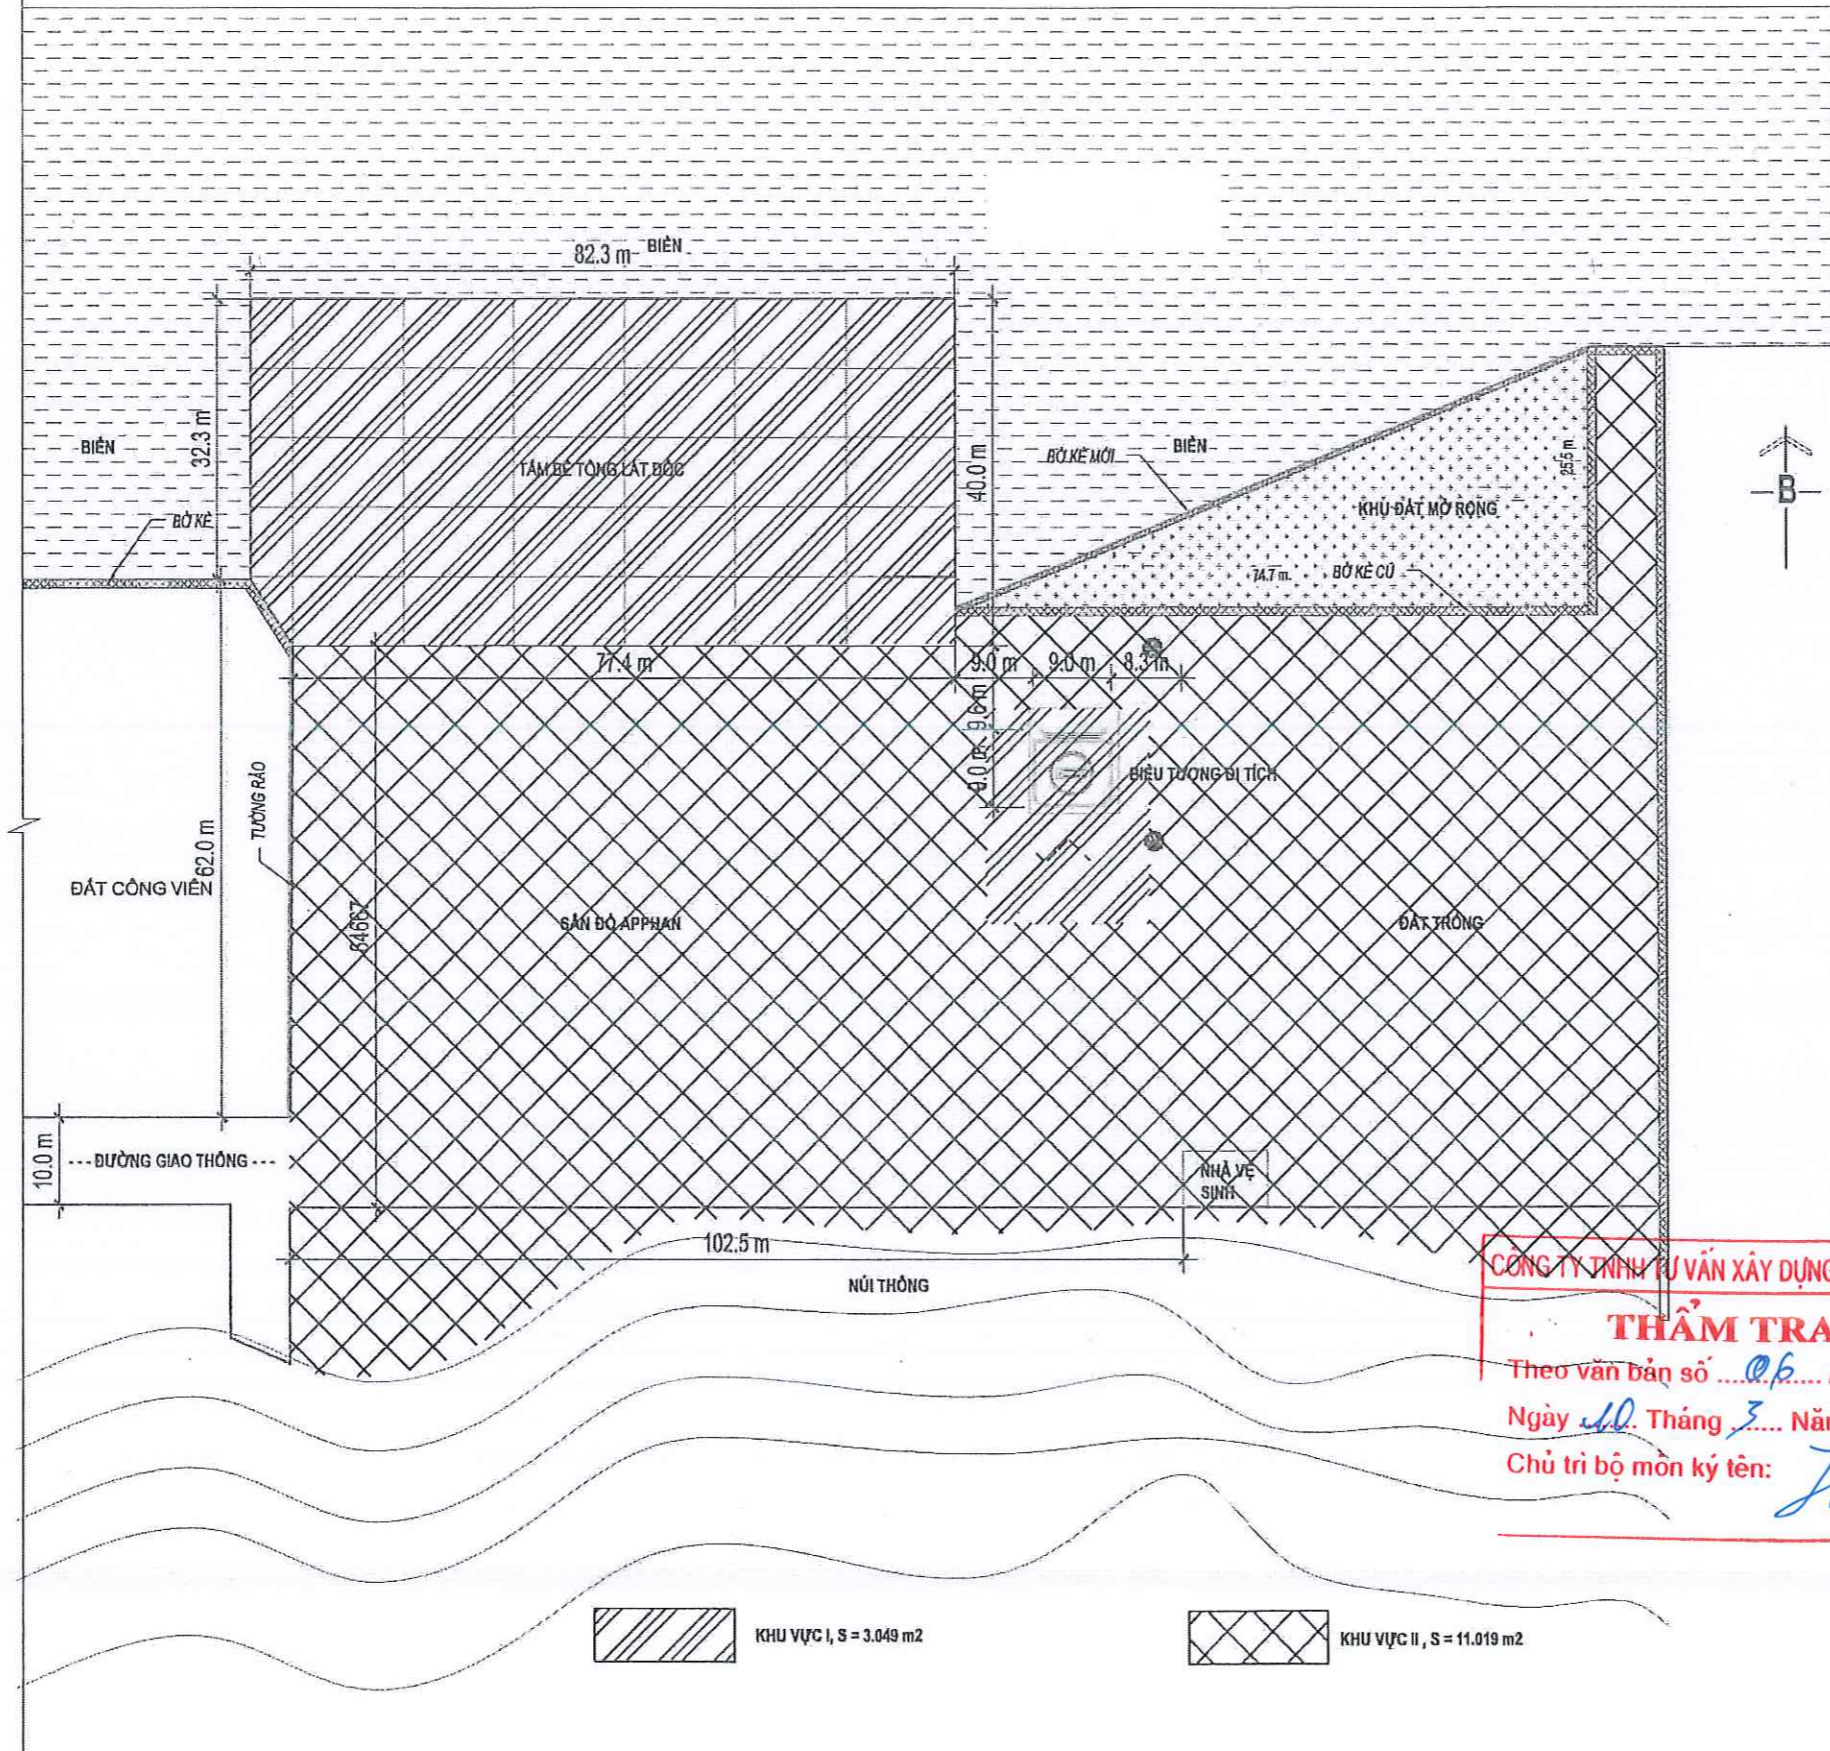 82.3 m
BIỂN
BIỂN
32.3 m
TẤM BÊ TÔNG LÁT DỐC
40.0 m
BỜ KÈ MỚI
BIỂN
25.5 m
KHU ĐẤT MỞ RỘNG
B
BỜ KÈ
74.7 m
BỜ KÈ CŨ
77.4 m
9.0 m
9.0 m
8.3 m
9.6 m
9.0 m
BIỂU TƯỢNG DI TÍCH
TƯỜNG RÀO
62.0 m
ĐẤT CÔNG VIÊN
64667
SÂN ĐỖ APPHAN
ĐẤT TRỐNG
10.0 m
ĐƯỜNG GIAO THÔNG
NHÀ VỆ
SINH
102.5 m
NÚI THÔNG
CÔNG TY TNHH TƯ VẤN XÂY DỰNG
THẨM TRA
Theo văn bản số ...06...
Ngày ..10.. Tháng ..3.... Năm
Chủ trì bộ môn ký tên:
KHU VỰC I, S = 3.049 m2
KHU VỰC II , S = 11.019 m2